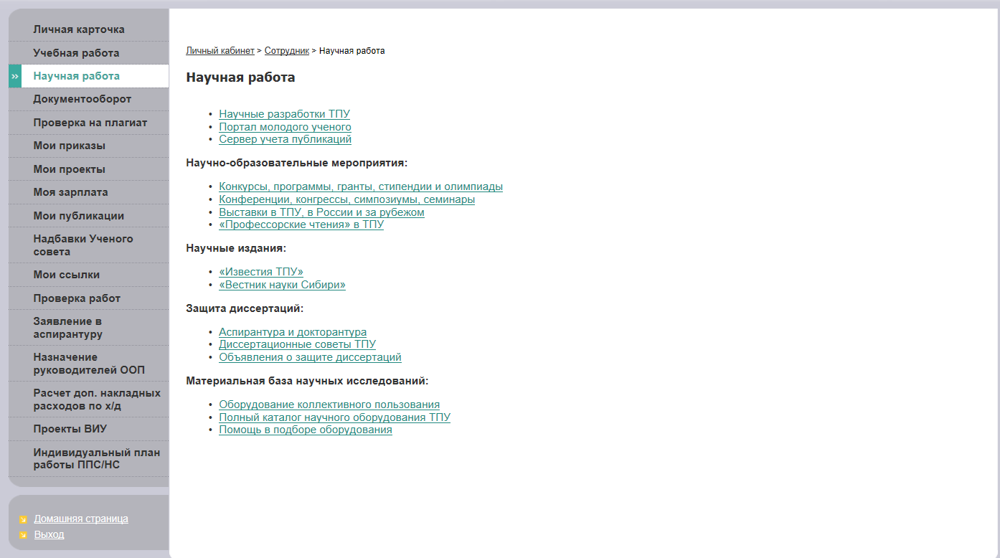 Личная карточка
Учебная работа
» Научная работа
Документооборот
Проверка на плагиат
Мои приказы
Мои проекты
Моя зарплата
Мои публикации
Надбавки Ученого
совета
Мои ссылки
Проверка работ
Заявление в
аспирантуру
Назначение
руководителей ООП
Расчет доп. накладных
расходов по х/д
Проекты ВИУ
Индивидуальный план
работы ППС/НС
Домашняя страница
Выход
Личный кабинет > Сотрудник > Научная работа
Научная работа
• Научные разработки ТПУ
• Портал молодого ученого
• Сервер учета публикаций
Научно-образовательные мероприятия:
• Конкурсы, программы, гранты, стипендии и олимпиады
• Конференции, конгрессы, симпозиумы, семинары
• Выставки в ТПУ, в России и за рубежом
• «Профессорские чтения» в ТПУ
Научные издания:
• «Известия ТПУ»
• «Вестник науки Сибири»
Защита диссертаций:
• Аспирантура и докторантура
• Диссертационные советы ТПУ
• Объявления о защите диссертаций
Материальная база научных исследований:
• Оборудование коллективного пользования
• Полный каталог научного оборудования ТПУ
• Помощь в подборе оборудования